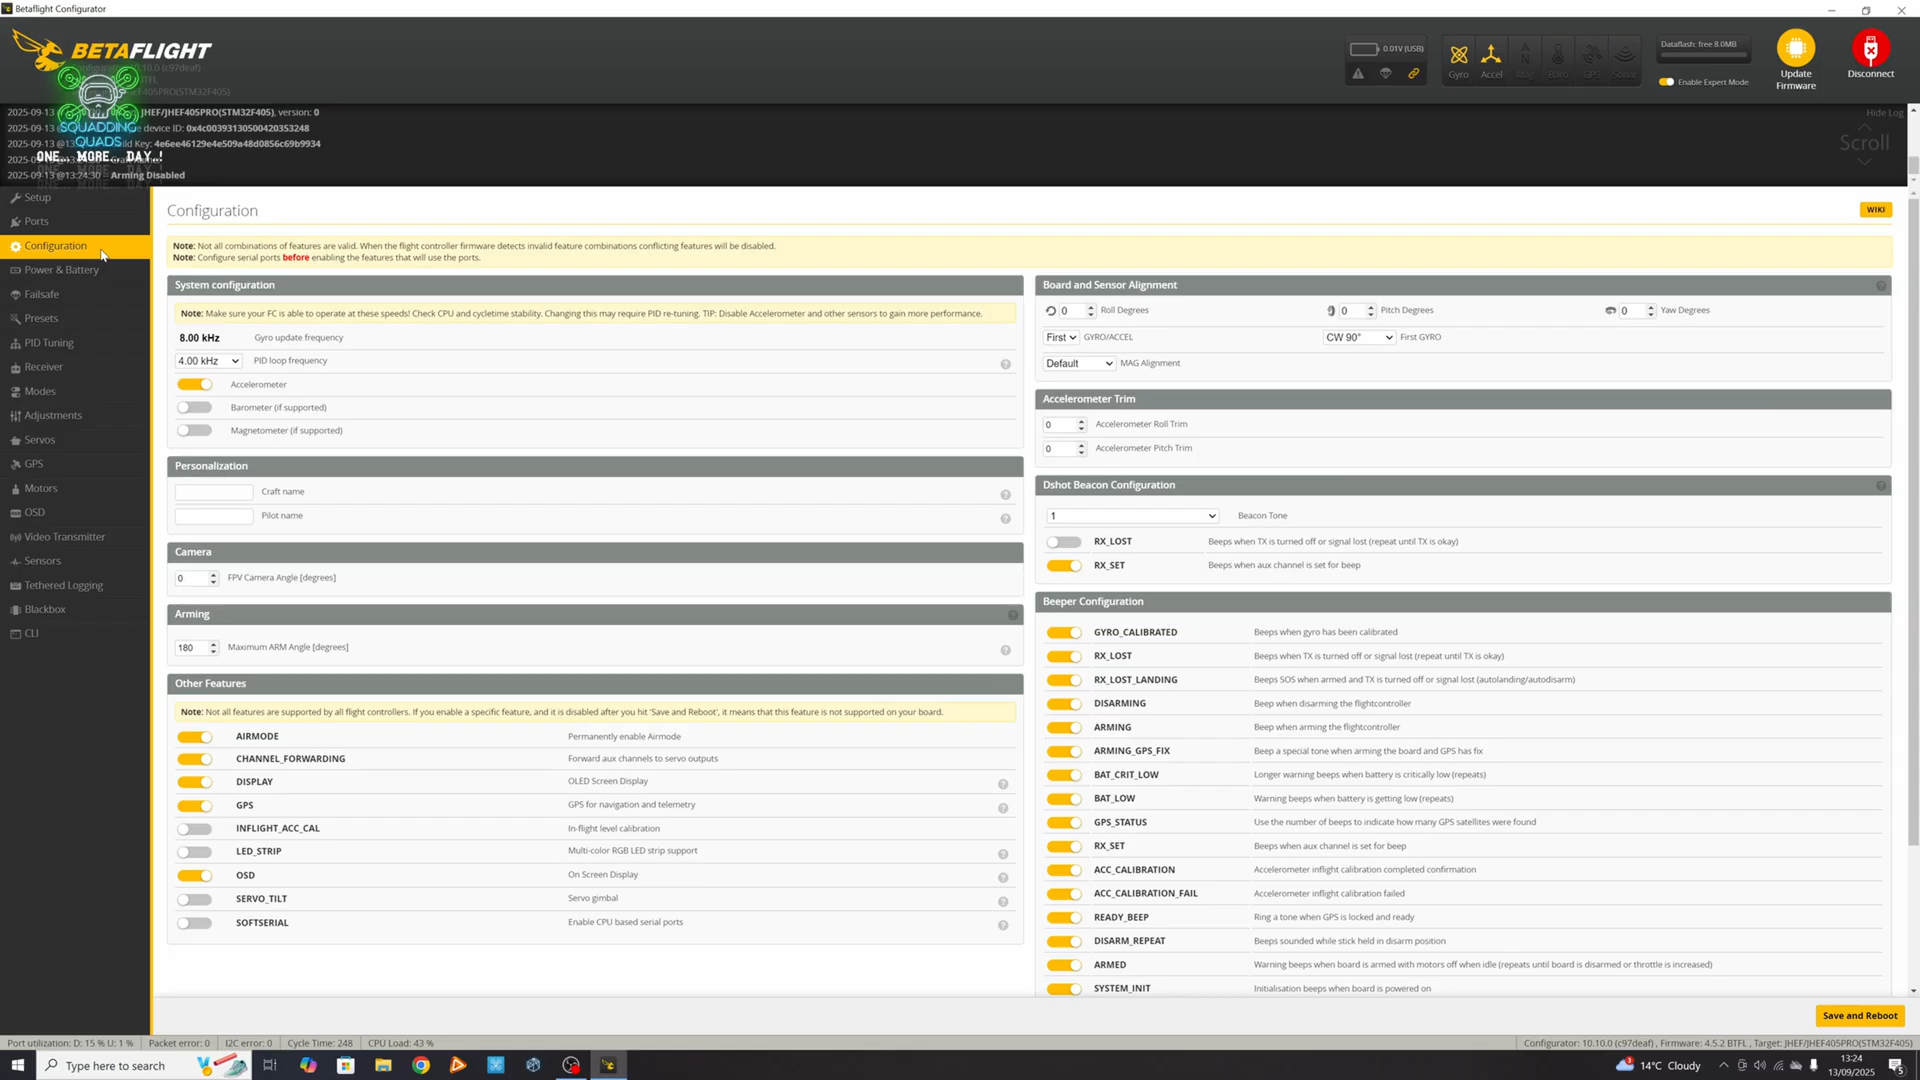 Betaflight Configurator
BETAFLIGHT
0.01V (USB)
Gyro
Accel
Mag
Baro
GPS
Sonar
Dataflash: free 8.0MB
Enable Expert Mode
Update
Firmware
Disconnect
Hide Log
Scroll
2025-09-13 JHEF/JHEF405PRO(STM32F405), version: 0
2025-09-13 device ID: 0x4c0039313050042035324​8
2025-09-13 Key: 4e6ee46129e4e509a48d0856c69b9934
2025-09-13 @13:24:30 Arming Disabled
SQUADDING
QUADS
ONE.. MORE.. DAY..!
Setup
Ports
Configuration
Power & Battery
Failsafe
Presets
PID Tuning
Receiver
Modes
Adjustments
Servos
GPS
Motors
OSD
Video Transmitter
Sensors
Tethered Logging
Blackbox
CLI
Configuration
WIKI
Note: Not all combinations of features are valid. When the flight controller firmware detects invalid feature combinations conflicting features will be disabled.
Note: Configure serial ports before enabling the features that will use the ports.
System configuration
Note: Make sure your FC is able to operate at these speeds! Check CPU and cycletime stability. Changing this may require PID re-tuning. TIP: Disable Accelerometer and other sensors to gain more performance.
8.00 kHz Gyro update frequency
4.00 kHz PID loop frequency
Accelerometer
Barometer (if supported)
Magnetometer (if supported)
Personalization
Craft name
Pilot name
Camera
0 FPV Camera Angle [degrees]
Arming
180 Maximum ARM Angle [degrees]
Other Features
Note: Not all features are supported by all flight controllers. If you enable a specific feature, and it is disabled after you hit 'Save and Reboot', it means that this feature is not supported on your board.
AIRMODE Permanently enable Airmode
CHANNEL_FORWARDING Forward aux channels to servo outputs
DISPLAY OLED Screen Display
GPS GPS for navigation and telemetry
INFLIGHT_ACC_CAL In-flight level calibration
LED_STRIP Multi-color RGB LED strip support
OSD On Screen Display
SERVO_TILT Servo gimbal
SOFTSERIAL Enable CPU based serial ports
Board and Sensor Alignment
0 Roll Degrees 0 Pitch Degrees 0 Yaw Degrees
First GYRO/ACCEL CW 90° First GYRO
Default MAG Alignment
Accelerometer Trim
0 Accelerometer Roll Trim
0 Accelerometer Pitch Trim
Dshot Beacon Configuration
1 Beacon Tone
RX_LOST Beeps when TX is turned off or signal lost (repeat until TX is okay)
RX_SET Beeps when aux channel is set for beep
Beeper Configuration
GYRO_CALIBRATED Beeps when gyro has been calibrated
RX_LOST Beeps when TX is turned off or signal lost (repeat until TX is okay)
RX_LOST_LANDING Beeps SOS when armed and TX is turned off or signal lost (autolanding/autodisarm)
DISARMING Beep when disarming the flightcontroller
ARMING Beep when arming the flightcontroller
ARMING_GPS_FIX Beep a special tone when arming the board and GPS has fix
BAT_CRIT_LOW Longer warning beeps when battery is critically low (repeats)
BAT_LOW Warning beeps when battery is getting low (repeats)
GPS_STATUS Use the number of beeps to indicate how many GPS satellites were found
RX_SET Beeps when aux channel is set for beep
ACC_CALIBRATION Accelerometer inflight calibration completed confirmation
ACC_CALIBRATION_FAIL Accelerometer inflight calibration failed
READY_BEEP Ring a tone when GPS is locked and ready
DISARM_REPEAT Beeps sounded while stick held in disarm position
ARMED Warning beeps when board is armed with motors off when idle (repeats until board is disarmed or throttle is increased)
SYSTEM_INIT Initialisation beeps when board is powered on
Save and Reboot
Port utilization: D: 15 % U: 1 % Packet error: 0 I2C error: 0 Cycle Time: 248 CPU Load: 43 %
Configurator: 10.10.0 (c97deaf) , Firmware: 4.5.2 BTFL , Target: JHEF/JHEF405PRO(STM32F405)
Type here to search
3
14°C Cloudy
13:24
13/09/2025
5